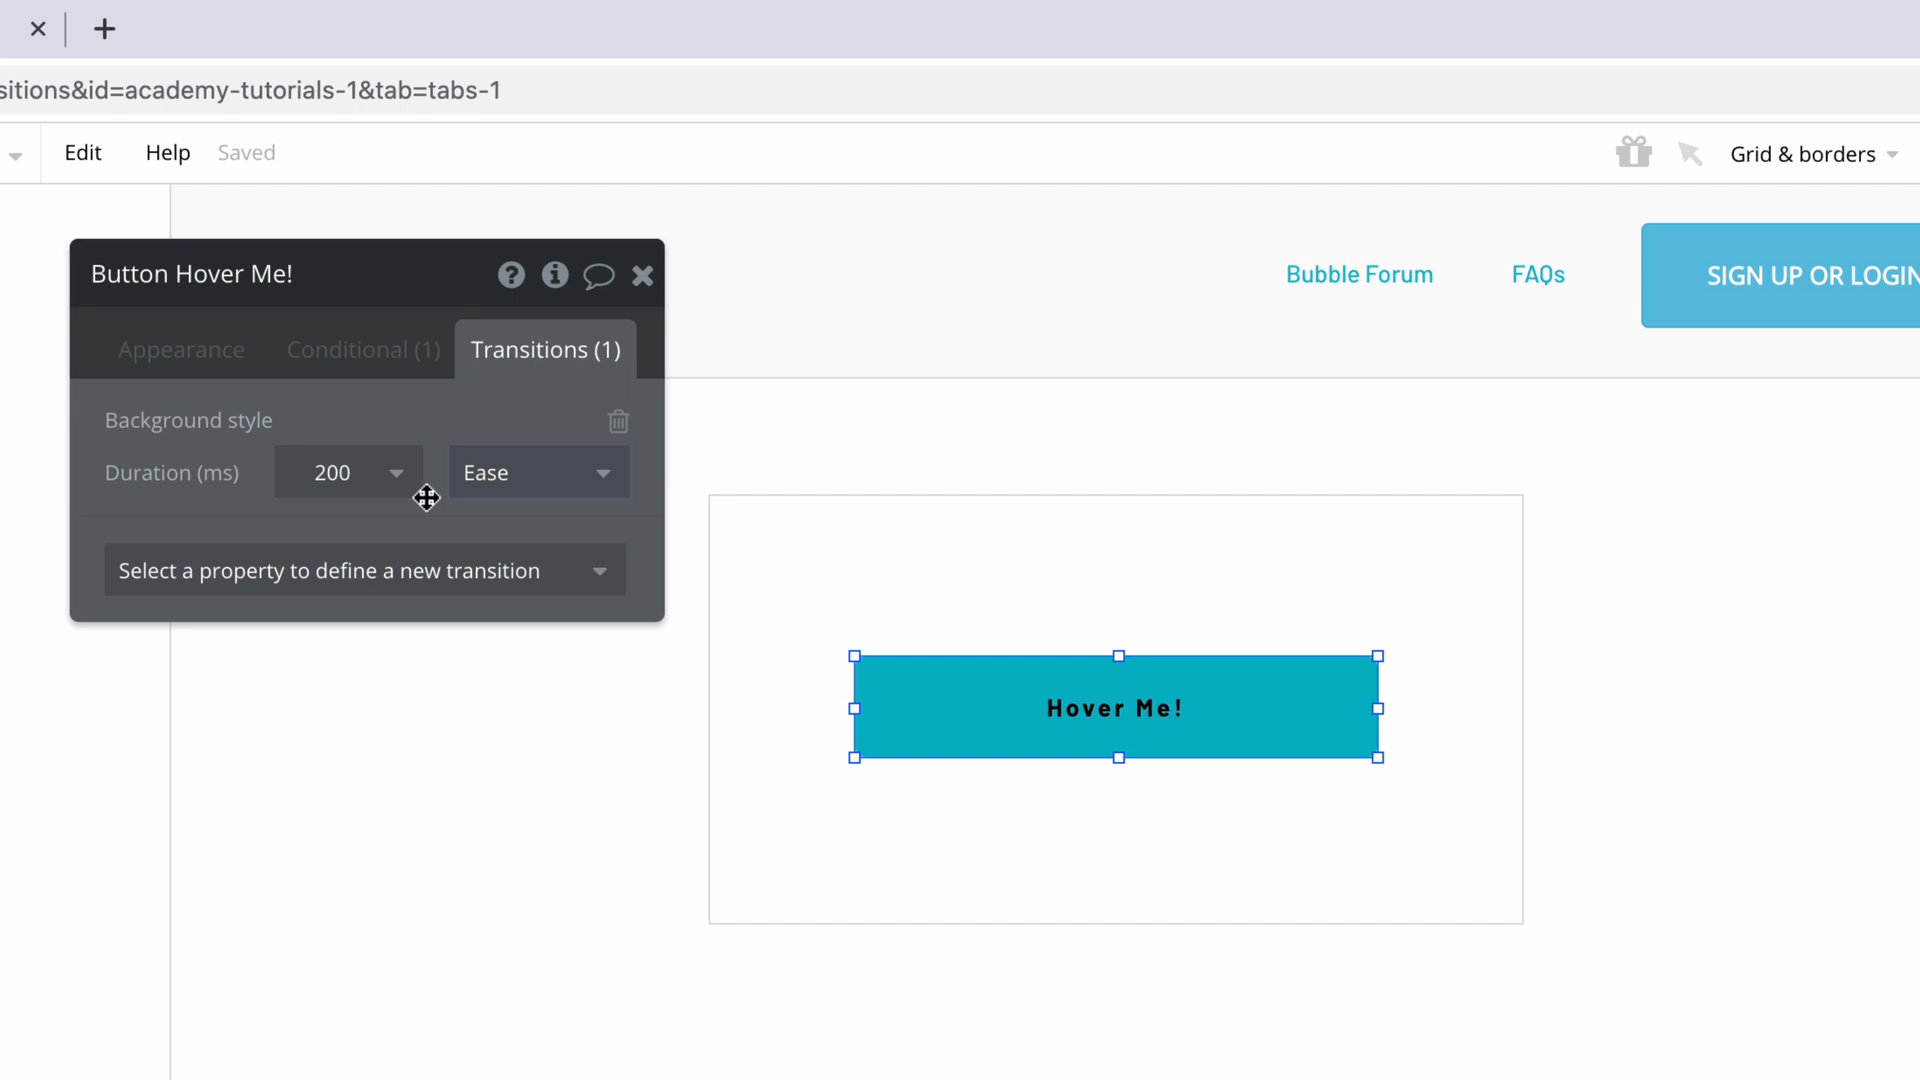 sitions&id=academy-tutorials-1&tab=tabs-1
Edit Help Saved Grid & borders
Bubble Forum FAQs SIGN UP OR LOGIN
Button Hover Me!
Appearance Conditional (1) Transitions (1)
Background style
Duration (ms) 200 Ease
Select a property to define a new transition
Hover Me!